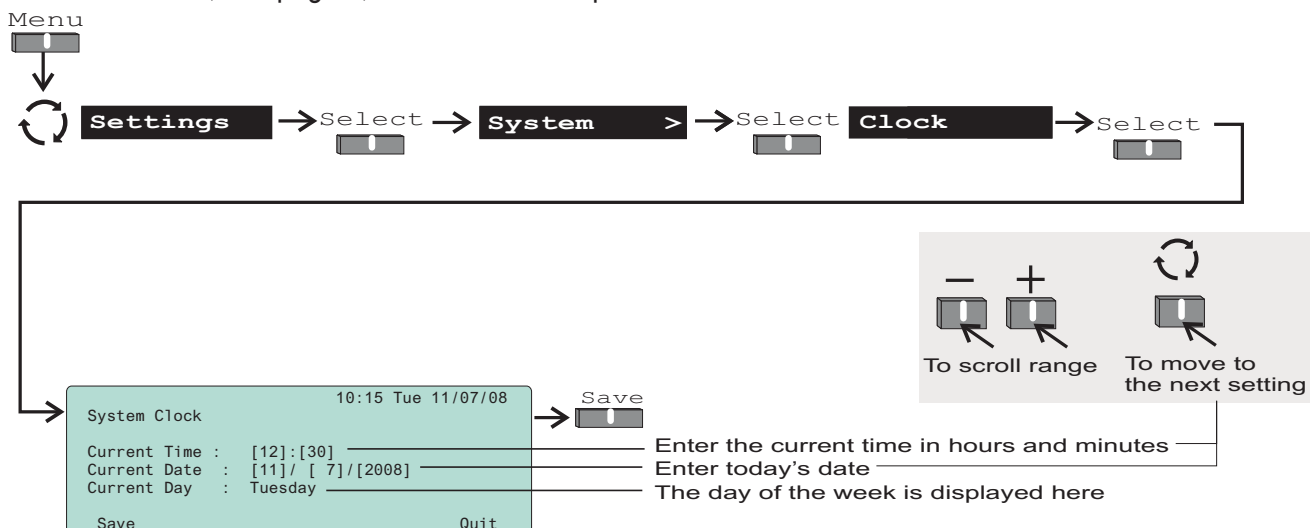 Menu
Settings Select System > Select Clock Select
− +
To scroll range
To move to
the next setting
10:15 Tue 11/07/08
System Clock
Save
Current Time : [12]:[30] Enter the current time in hours and minutes
Current Date : [11]/ [ 7]/[2008] Enter today's date
Current Day : Tuesday The day of the week is displayed here
Save Quit